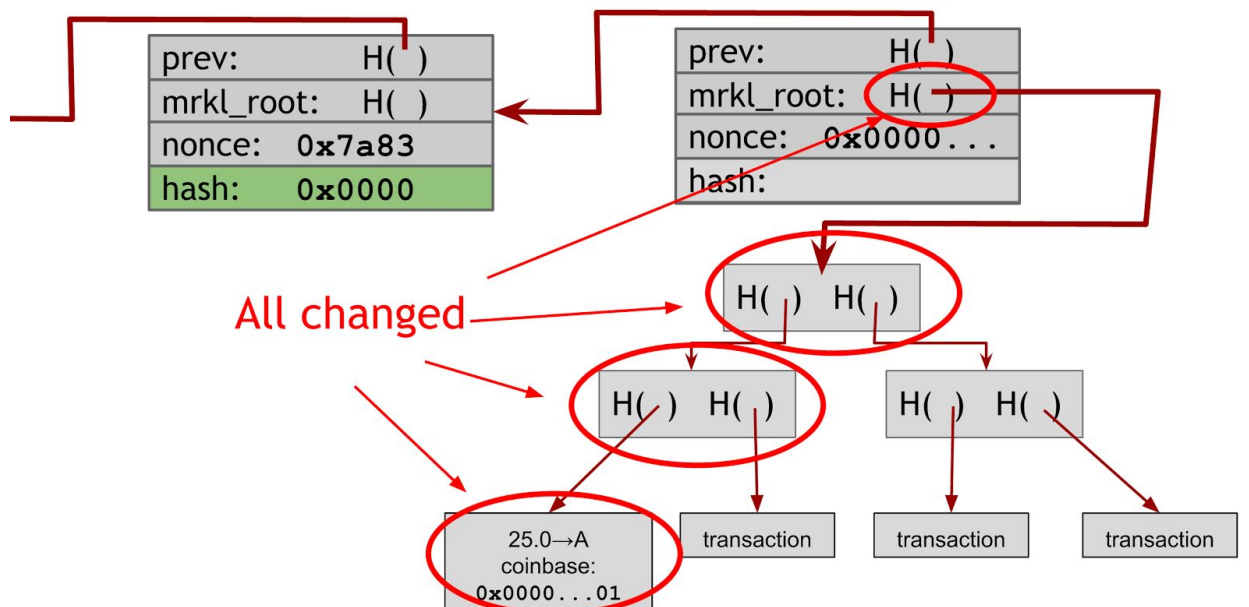 prev: H( )
mrkl_root: H( )
nonce: 0x7a83
hash: 0x0000
prev: H( )
mrkl_root: H( )
nonce: 0x0000...
hash:
All changed
H( ) H( )
H( ) H( )
H( ) H( )
25.0→A
coinbase:
0x0000...01
transaction
transaction
transaction